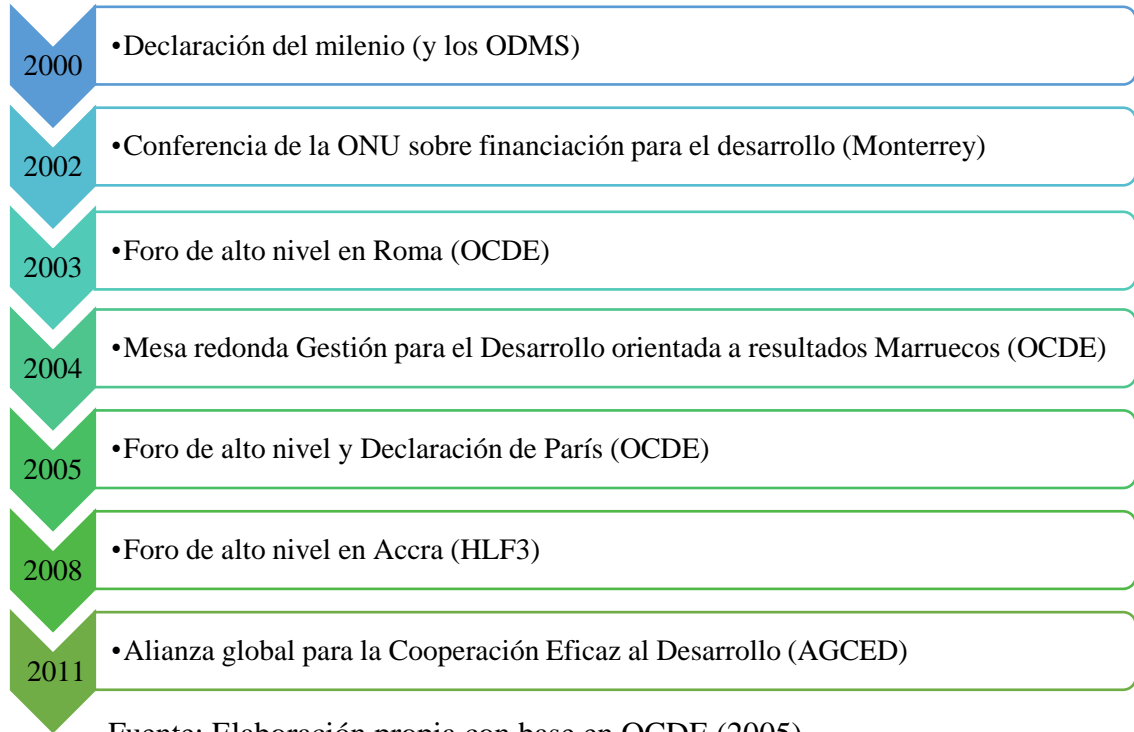 2000
•Declaración del milenio (y los ODMS)
2002
•Conferencia de la ONU sobre financiación para el desarrollo (Monterrey)
2003
•Foro de alto nivel en Roma (OCDE)
2004
•Mesa redonda Gestión para el Desarrollo orientada a resultados Marruecos (OCDE)
2005
•Foro de alto nivel y Declaración de París (OCDE)
2008
•Foro de alto nivel en Accra (HLF3)
2011
•Alianza global para la Cooperación Eficaz al Desarrollo (AGCED)
Fuente: Elaboración propia con base en OCDE (2005)